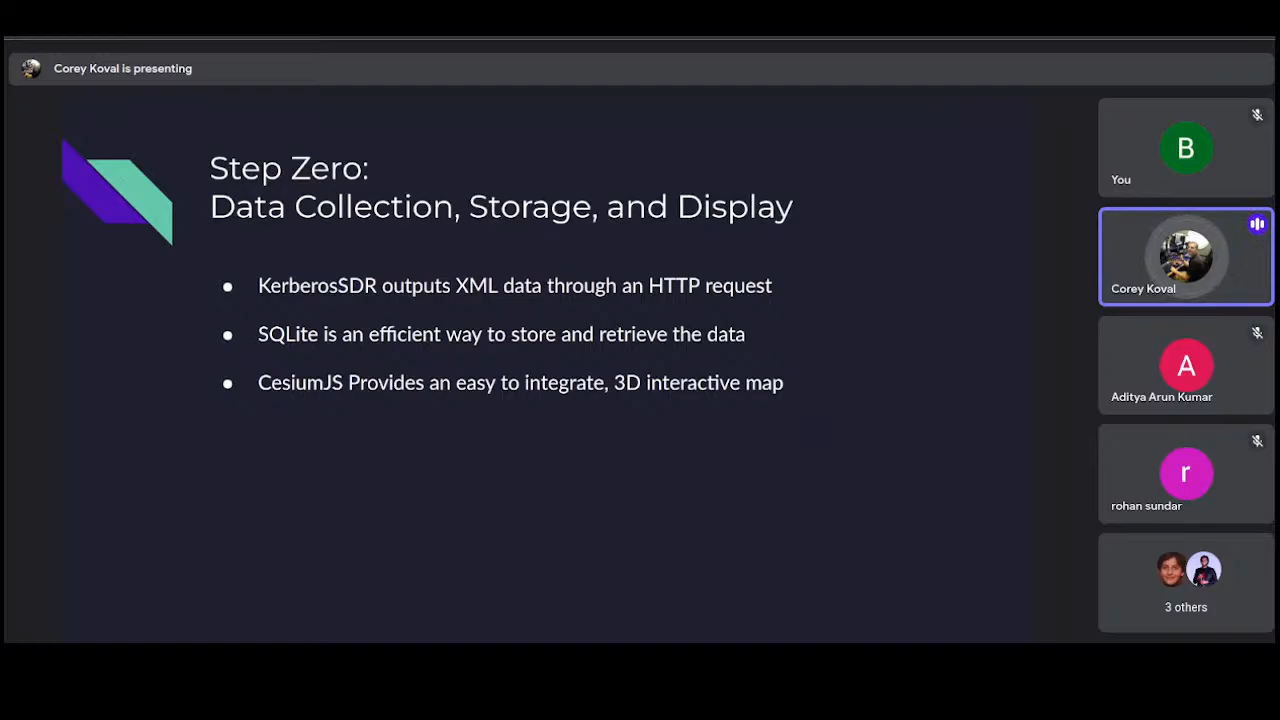 Corey Koval is presenting
Step Zero:
Data Collection, Storage, and Display
KerberosSDR outputs XML data through an HTTP request
SQLite is an efficient way to store and retrieve the data
CesiumJS Provides an easy to integrate, 3D interactive map
B
You
Corey Koval
A
Aditya Arun Kumar
r
rohan sundar
3 others